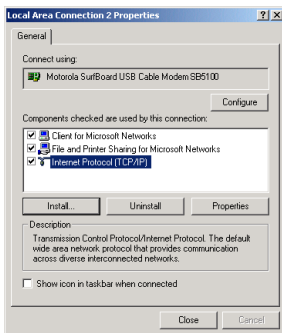 Local Area Connection 2 Properties
General
Connect using:
Motorola SurfBoard USB Cable Modem SB5100
Configure
Components checked are used by this connection:
Client for Microsoft Networks
File and Printer Sharing for Microsoft Networks
Internet Protocol (TCP/IP)
Install...
Uninstall
Properties
Description
Transmission Control Protocol/Internet Protocol. The default
wide area network protocol that provides communication
across diverse interconnected networks.
Show icon in taskbar when connected
Close
Cancel